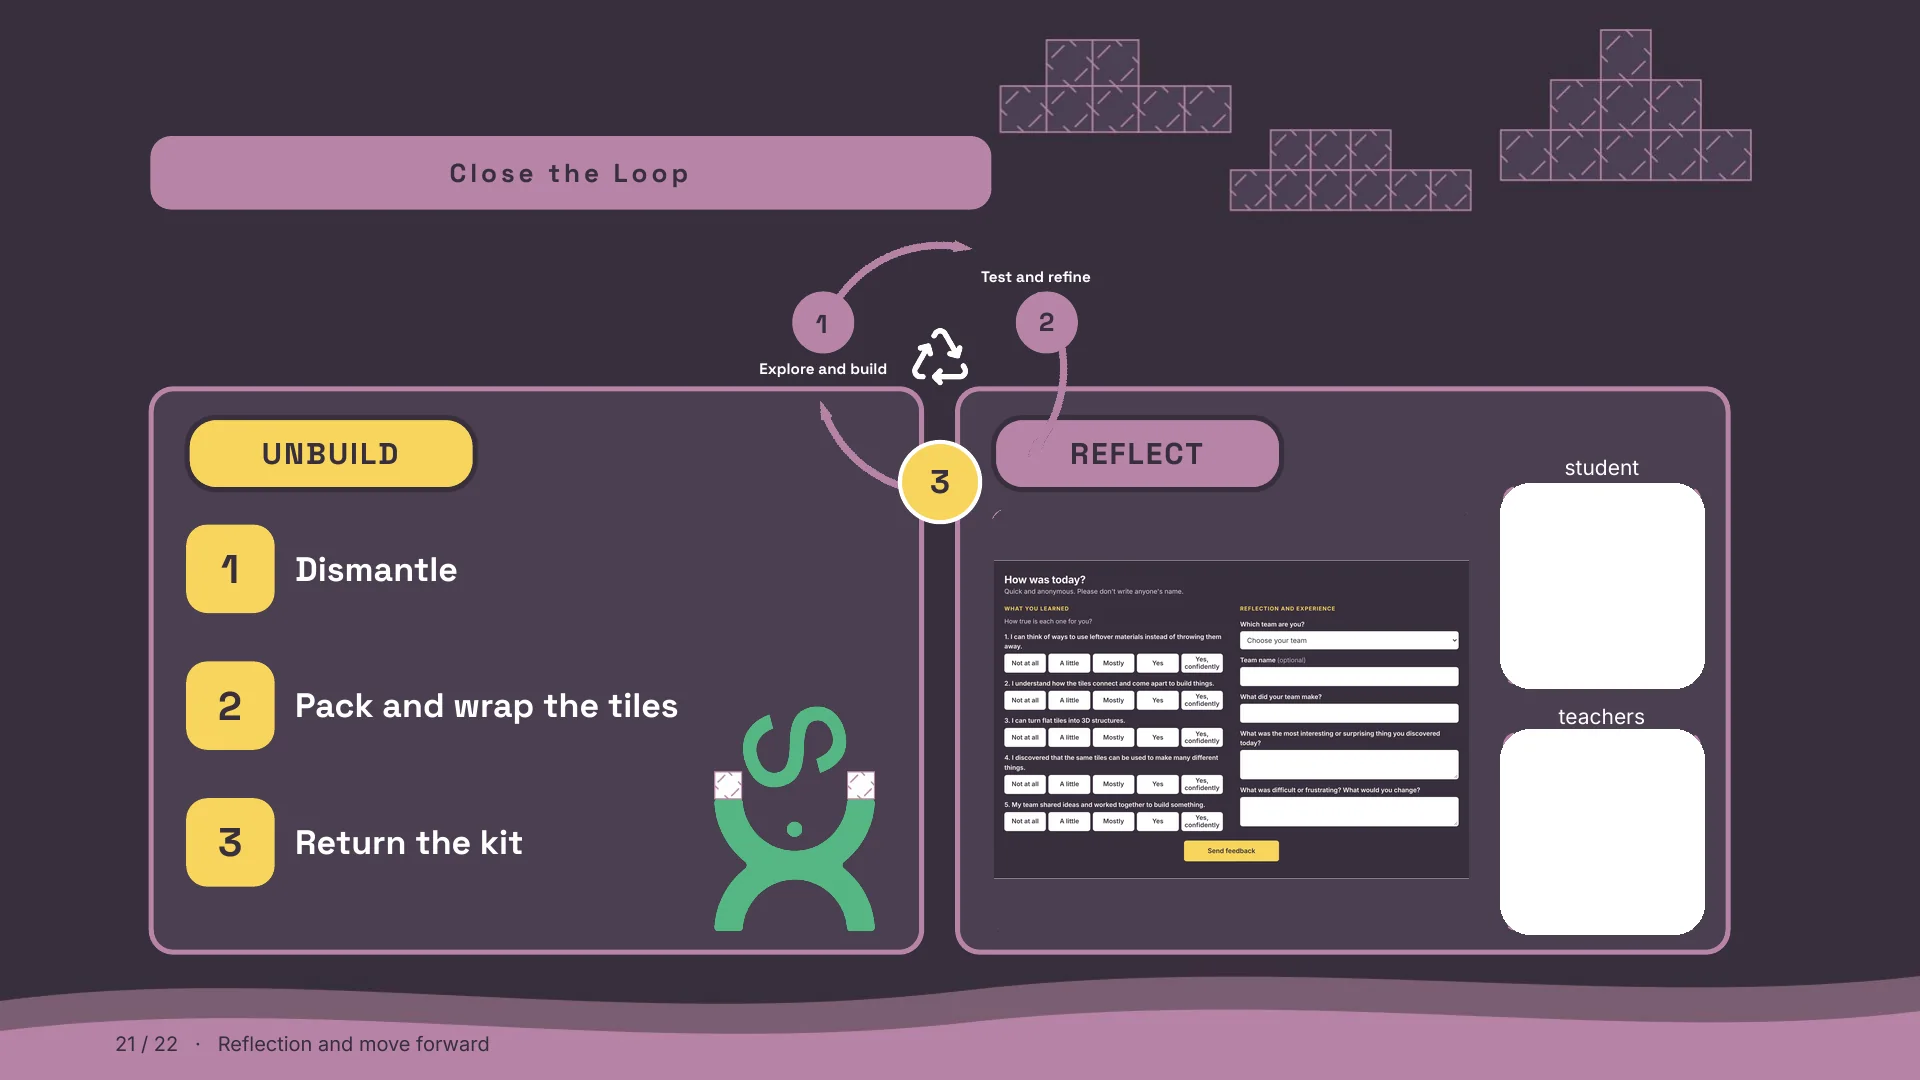 Close the Loop
Test and refine
1
2
Explore and build
3
UNBUILD
1
Dismantle
2
Pack and wrap the tiles
3
Return the kit
REFLECT
How was today?
Quick and anonymous. Please don't write anyone's name.
WHAT YOU LEARNED
How true is each one for you?
1. I can think of ways to use leftover materials instead of throwing them
away.
Not at all A little Mostly Yes Yes, confidently
2. I understand how the tiles connect and come apart to build things.
Not at all A little Mostly Yes Yes, confidently
3. I can turn flat tiles into 3D structures.
Not at all A little Mostly Yes Yes, confidently
4. I discovered that the same tiles can be used to make many different
things.
Not at all A little Mostly Yes Yes, confidently
5. My team shared ideas and worked together to build something.
Not at all A little Mostly Yes Yes, confidently
REFLECTION AND EXPERIENCE
Which team are you?
Choose your team
Team name (optional)
What did your team make?
What was the most interesting or surprising thing you discovered
today?
What was difficult or frustrating? What would you change?
Send feedback
student
teachers
21 / 22 · Reflection and move forward